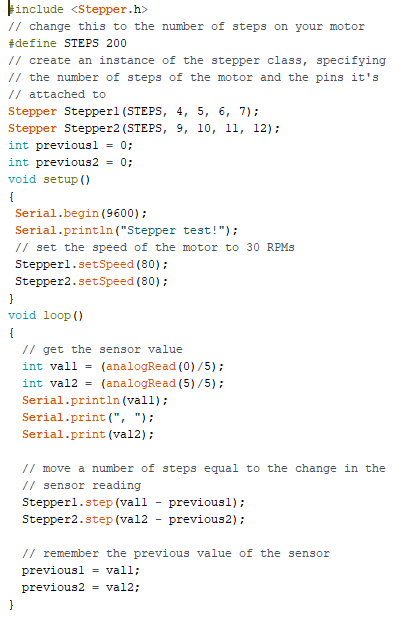 #include <Stepper.h>
// change this to the number of steps on your motor
#define STEPS 200
// create an instance of the stepper class, specifying
// the number of steps of the motor and the pins it's
// attached to
Stepper Stepper1(STEPS, 4, 5, 6, 7);
Stepper Stepper2(STEPS, 9, 10, 11, 12);
int previous1 = 0;
int previous2 = 0;
void setup()
{
Serial.begin(9600);
Serial.println("Stepper test!");
// set the speed of the motor to 30 RPMs
Stepper1.setSpeed(80);
Stepper2.setSpeed(80);
}
void loop()
{
// get the sensor value
int val1 = (analogRead(0)/5);
int val2 = (analogRead(5)/5);
Serial.println(val1);
Serial.print(", ");
Serial.print(val2);
// move a number of steps equal to the change in the
// sensor reading
Stepper1.step(val1 - previous1);
Stepper2.step(val2 - previous2);
// remember the previous value of the sensor
previous1 = val1;
previous2 = val2;
}